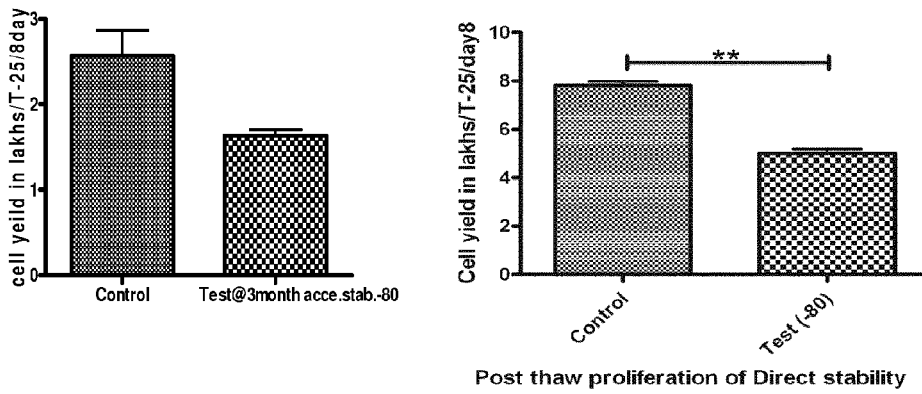 cell yeild in lakhs/T-25/8day
3
2
1
0
Control
Test@3month acce.stab.-80
Cell yield in lakhs/T-25/day8
10
8
6
4
2
0
**
Control
Test (-80)
Post thaw proliferation of Direct stability